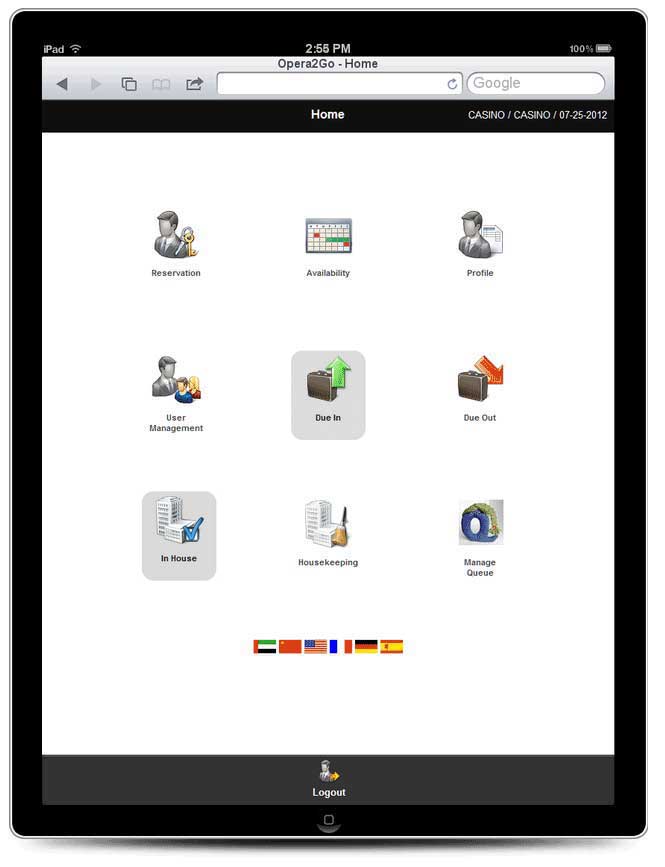 iPad
2:55 PM
100%
Opera2Go - Home
Google
Home
CASINO / CASINO / 07-25-2012
Reservation
Availability
Profile
User
Management
Due In
Due Out
In House
Housekeeping
Manage
Queue
Logout